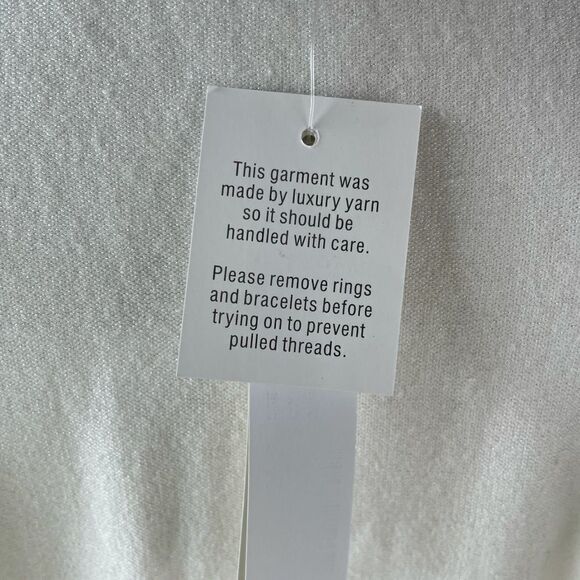 This garment was
made by luxury yarn
so it should be
handled with care.
Please remove rings
and bracelets before
trying on to prevent
pulled threads.